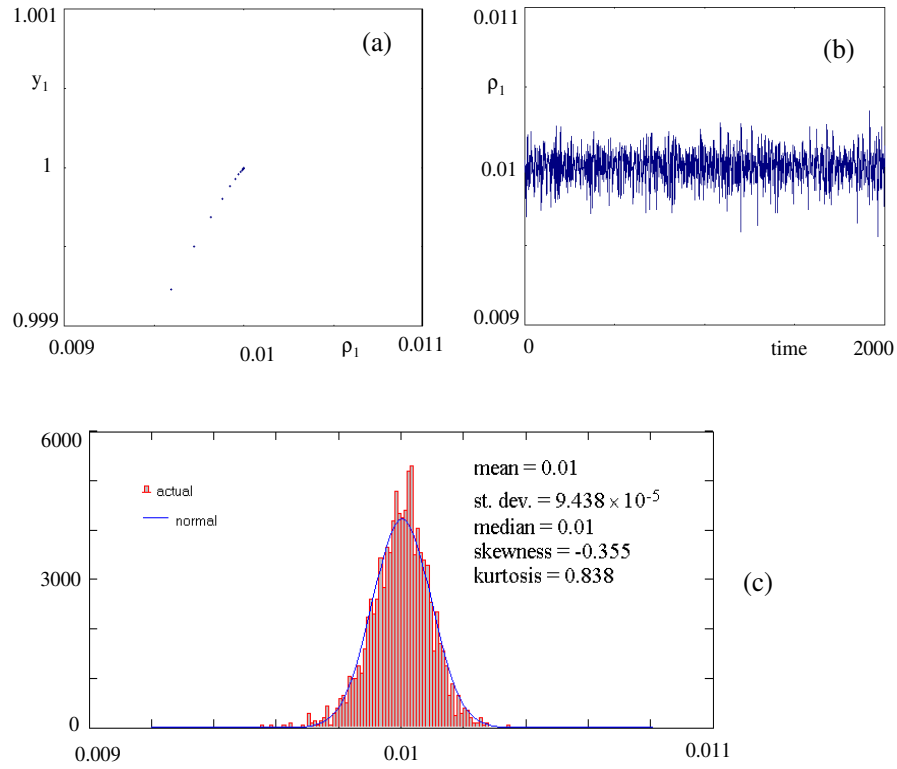 1.001
(a)
y₁
1
0.999
0.009
0.01
ρ₁
0.011
0.011
(b)
ρ₁
0.01
0.009
0
time
2000
6000
mean = 0.01
actual
st. dev. = 9.438 × 10⁻⁵
normal
median = 0.01
skewness = -0.355
3000
kurtosis = 0.838
(c)
0
0.009
0.01
0.011